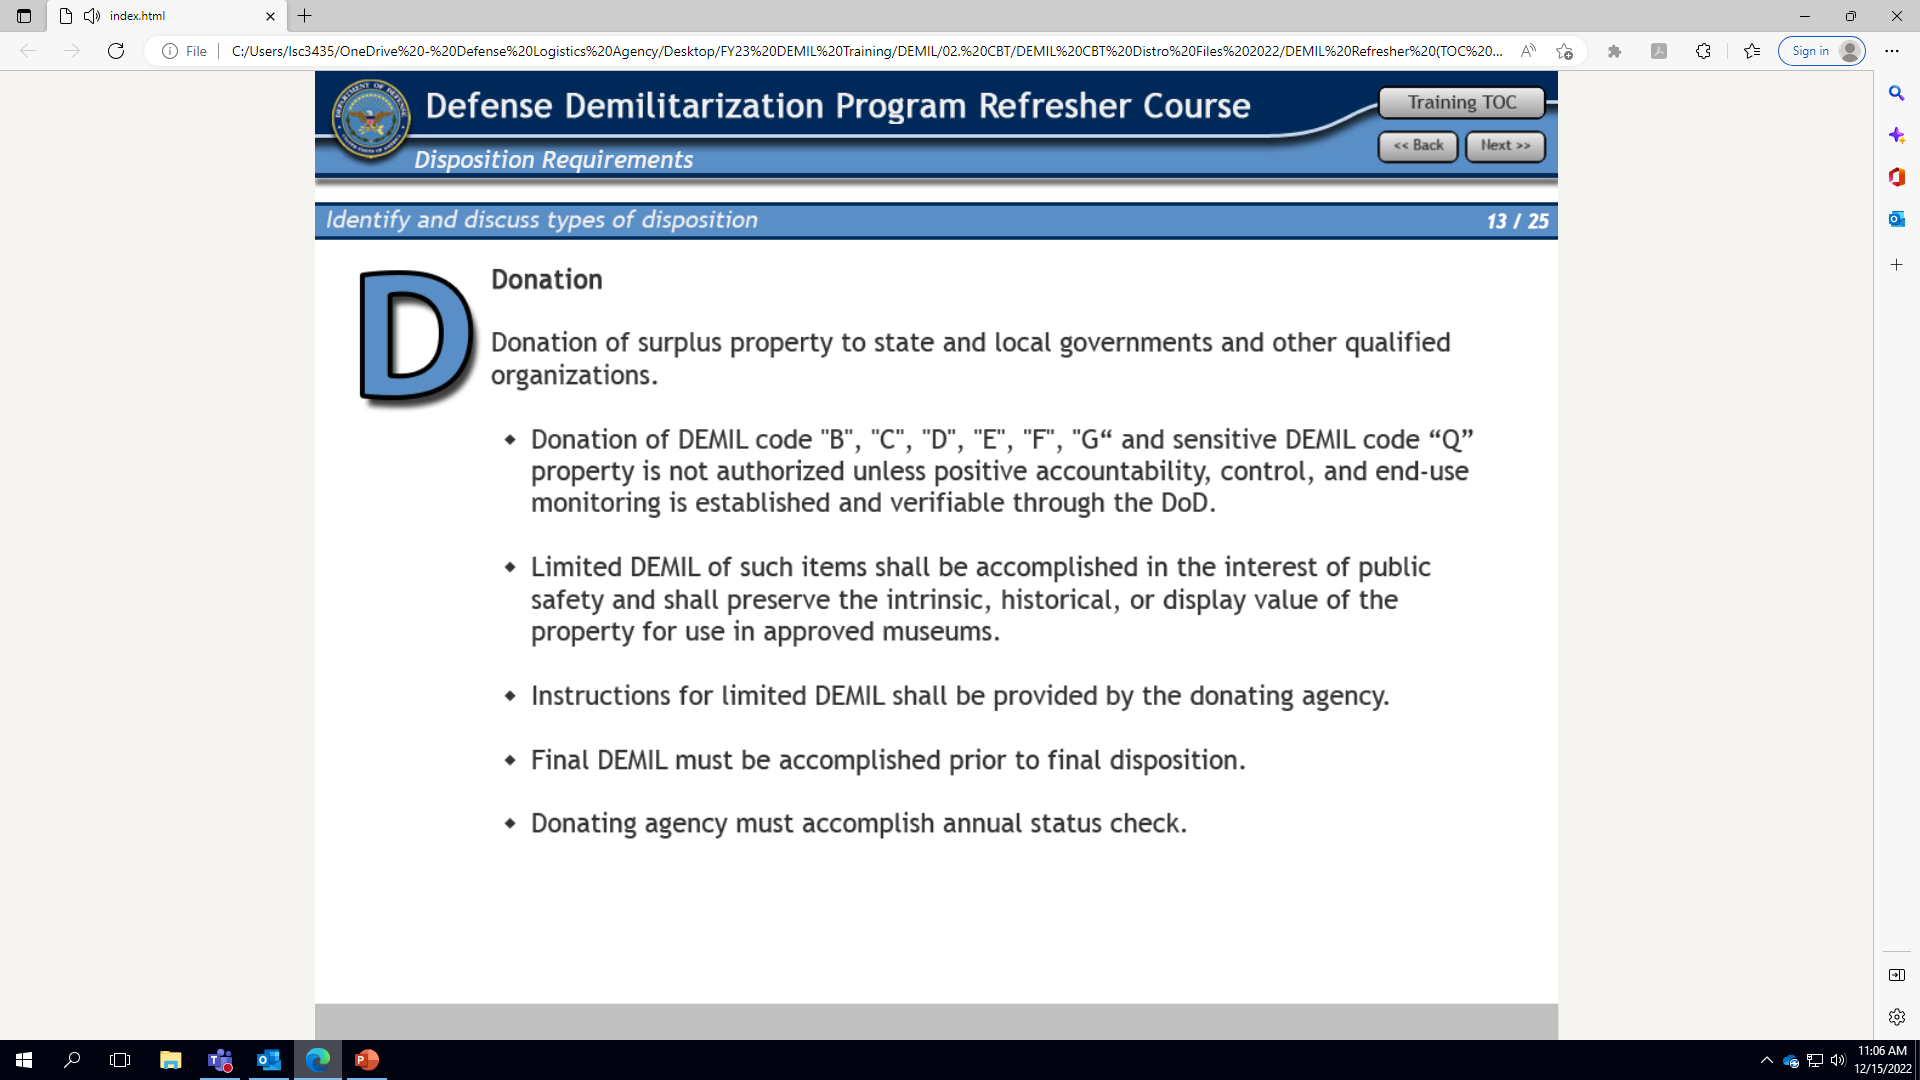 index.html
File
C:/Users/lsc3435/OneDrive%20-%20Defense%20Logistics%20Agency/Desktop/FY23%20DEMIL%20Training/DEMIL/02.%20CBT/DEMIL%20CBT%20Distro%20Files%202022/DEMIL%20Refresher%20(TOC%20...
Sign in
Defense Demilitarization Program Refresher Course
Training TOC
<< Back
Next >>
Disposition Requirements
Identify and discuss types of disposition
13 / 25
D
Donation
Donation of surplus property to state and local governments and other qualified
organizations.
Donation of DEMIL code "B", "C", "D", "E", "F", "G“ and sensitive DEMIL code “Q”
property is not authorized unless positive accountability, control, and end-use
monitoring is established and verifiable through the DoD.
Limited DEMIL of such items shall be accomplished in the interest of public
safety and shall preserve the intrinsic, historical, or display value of the
property for use in approved museums.
Instructions for limited DEMIL shall be provided by the donating agency.
Final DEMIL must be accomplished prior to final disposition.
Donating agency must accomplish annual status check.
11:06 AM
12/15/2022